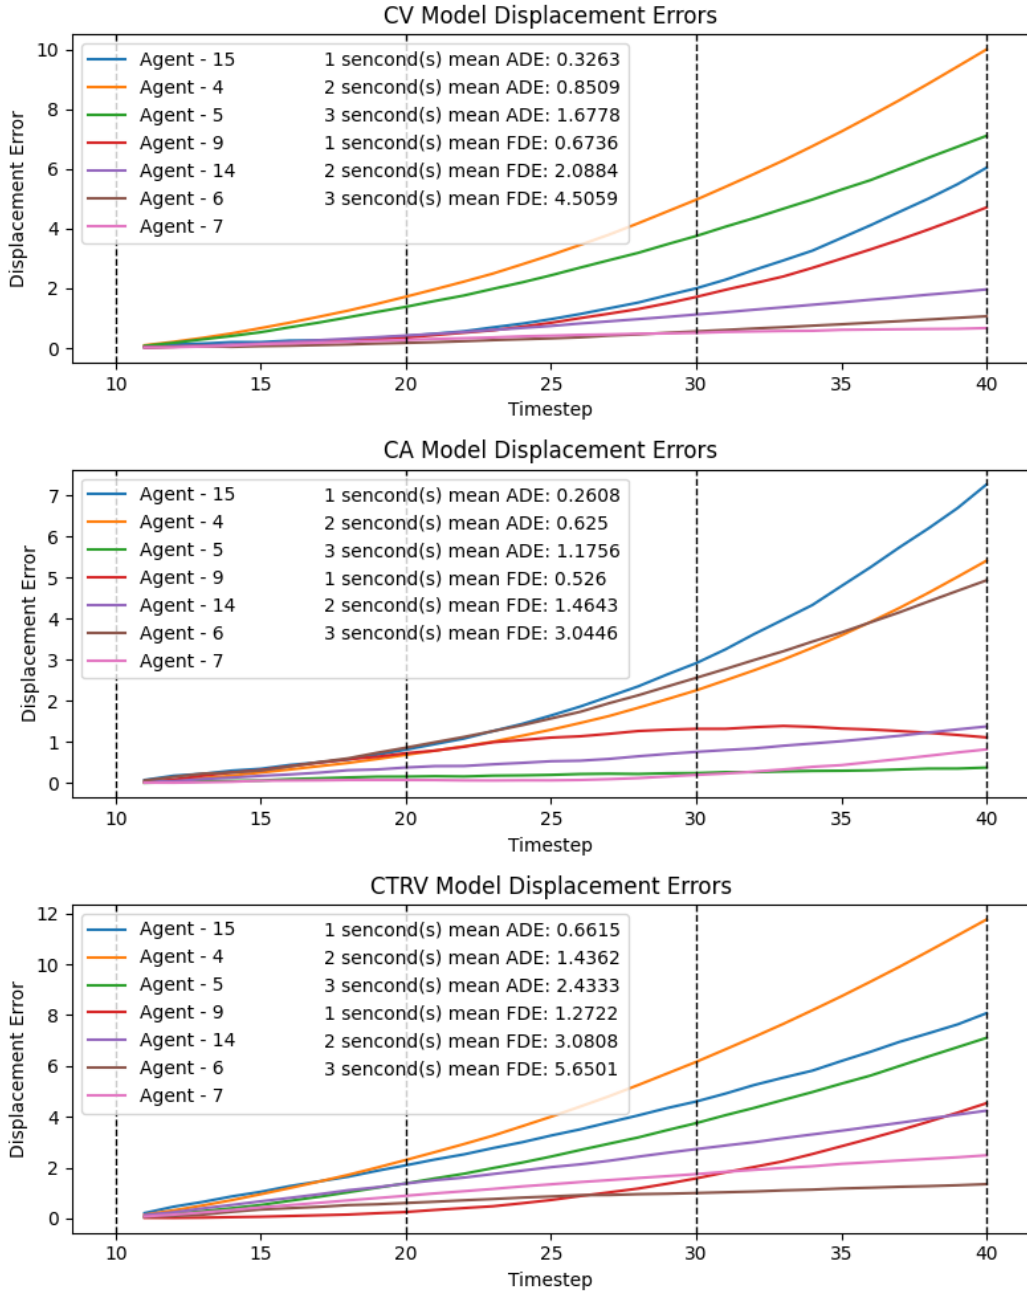 CV Model Displacement Errors
10
8
6
4
2
0
Displacement Error
Agent - 15
Agent - 4
Agent - 5
Agent - 9
Agent - 14
Agent - 6
Agent - 7
1 sencond(s) mean ADE: 0.3263
2 sencond(s) mean ADE: 0.8509
3 sencond(s) mean ADE: 1.6778
1 sencond(s) mean FDE: 0.6736
2 sencond(s) mean FDE: 2.0884
3 sencond(s) mean FDE: 4.5059
10 15 20 25 30 35 40
Timestep
CA Model Displacement Errors
7
6
5
4
3
2
1
0
Displacement Error
Agent - 15
Agent - 4
Agent - 5
Agent - 9
Agent - 14
Agent - 6
Agent - 7
1 sencond(s) mean ADE: 0.2608
2 sencond(s) mean ADE: 0.625
3 sencond(s) mean ADE: 1.1756
1 sencond(s) mean FDE: 0.526
2 sencond(s) mean FDE: 1.4643
3 sencond(s) mean FDE: 3.0446
10 15 20 25 30 35 40
Timestep
CTRV Model Displacement Errors
12
10
8
6
4
2
0
Displacement Error
Agent - 15
Agent - 4
Agent - 5
Agent - 9
Agent - 14
Agent - 6
Agent - 7
1 sencond(s) mean ADE: 0.6615
2 sencond(s) mean ADE: 1.4362
3 sencond(s) mean ADE: 2.4333
1 sencond(s) mean FDE: 1.2722
2 sencond(s) mean FDE: 3.0808
3 sencond(s) mean FDE: 5.6501
10 15 20 25 30 35 40
Timestep